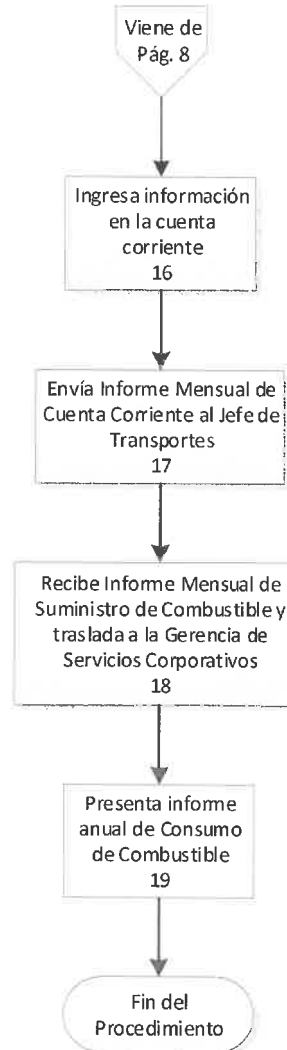 Viene de
Pág. 8
Ingresa información
en la cuenta
corriente
16
Envía Informe Mensual de
Cuenta Corriente al Jefe de
Transportes
17
Recibe Informe Mensual de
Suministro de Combustible y
traslada a la Gerencia de
Servicios Corporativos
18
Presenta informe
anual de Consumo
de Combustible
19
Fin del
Procedimiento